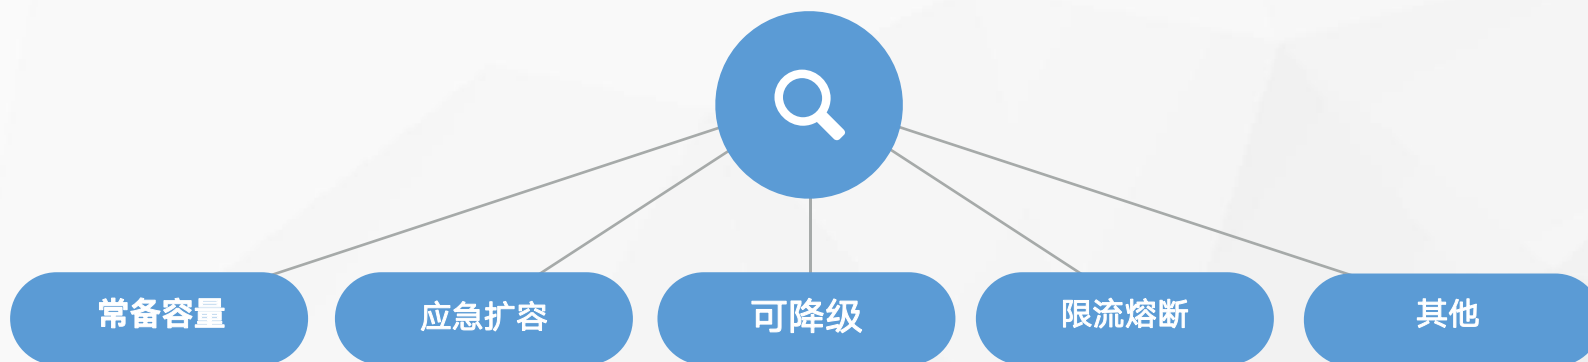 常备容量
应急扩容
可降级
限流熔断
其他